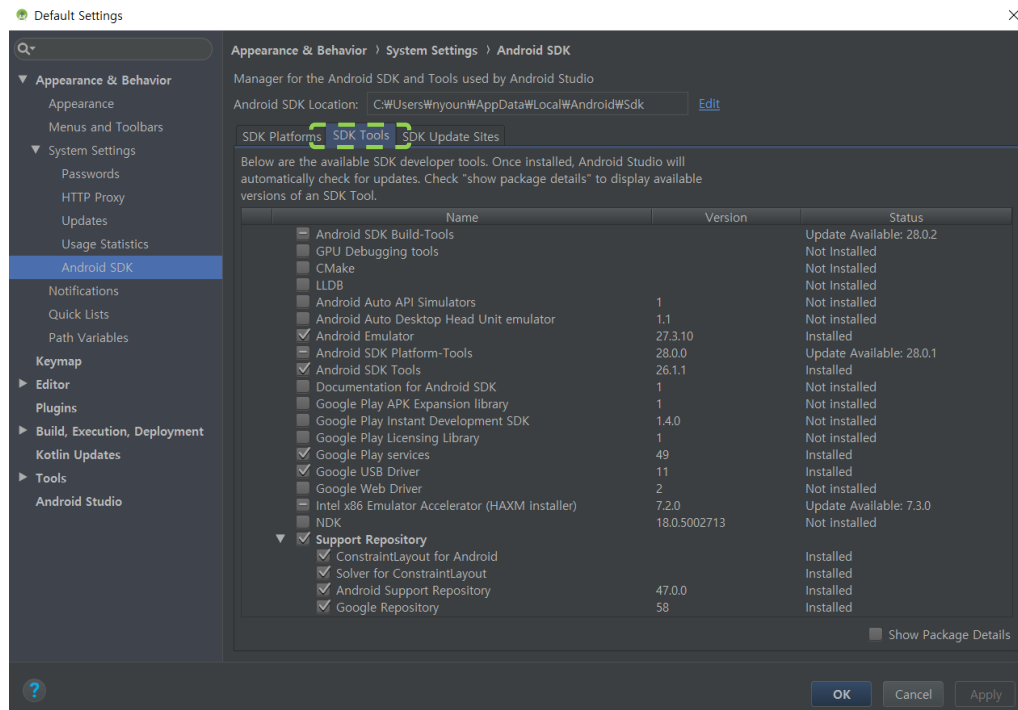 Default Settings
Appearance & Behavior
Appearance
Menus and Toolbars
System Settings
Passwords
HTTP Proxy
Updates
Usage Statistics
Android SDK
Notifications
Quick Lists
Path Variables
Keymap
Editor
Plugins
Build, Execution, Deployment
Kotlin Updates
Tools
Android Studio
Appearance & Behavior › System Settings › Android SDK
Manager for the Android SDK and Tools used by Android Studio
Android SDK Location: C:₩Users₩nyoun₩AppData₩Local₩Android₩Sdk Edit
SDK Platforms SDK Tools SDK Update Sites
Below are the available SDK developer tools. Once installed, Android Studio will
automatically check for updates. Check "show package details" to display available
versions of an SDK Tool.
Name Version Status
Android SDK Build-Tools Update Available: 28.0.2
GPU Debugging tools Not Installed
CMake Not Installed
LLDB Not Installed
Android Auto API Simulators 1 Not installed
Android Auto Desktop Head Unit emulator 1.1 Not installed
Android Emulator 27.3.10 Installed
Android SDK Platform-Tools 28.0.0 Update Available: 28.0.1
Android SDK Tools 26.1.1 Installed
Documentation for Android SDK 1 Not installed
Google Play APK Expansion library 1 Not installed
Google Play Instant Development SDK 1.4.0 Not installed
Google Play Licensing Library 1 Not installed
Google Play services 49 Installed
Google USB Driver 11 Installed
Google Web Driver 2 Not installed
Intel x86 Emulator Accelerator (HAXM installer) 7.2.0 Update Available: 7.3.0
NDK 18.0.5002713 Not installed
Support Repository
ConstraintLayout for Android Installed
Solver for ConstraintLayout Installed
Android Support Repository 47.0.0 Installed
Google Repository 58 Installed
Show Package Details
? OK Cancel Apply